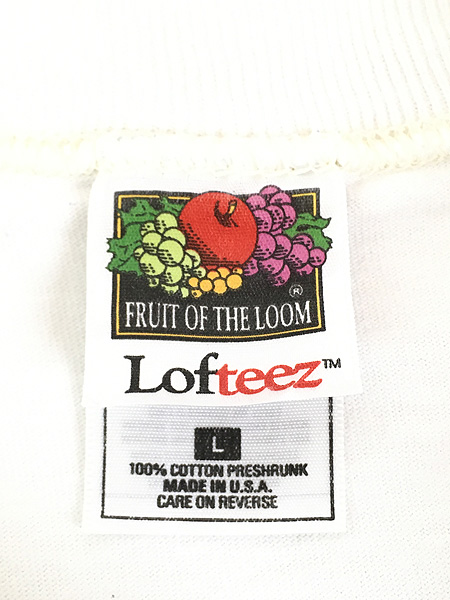 ®
FRUIT OF THE LOOM
Lofteez™
L
100% COTTON PRESHRUNK
MADE IN U.S.A.
CARE ON REVERSE